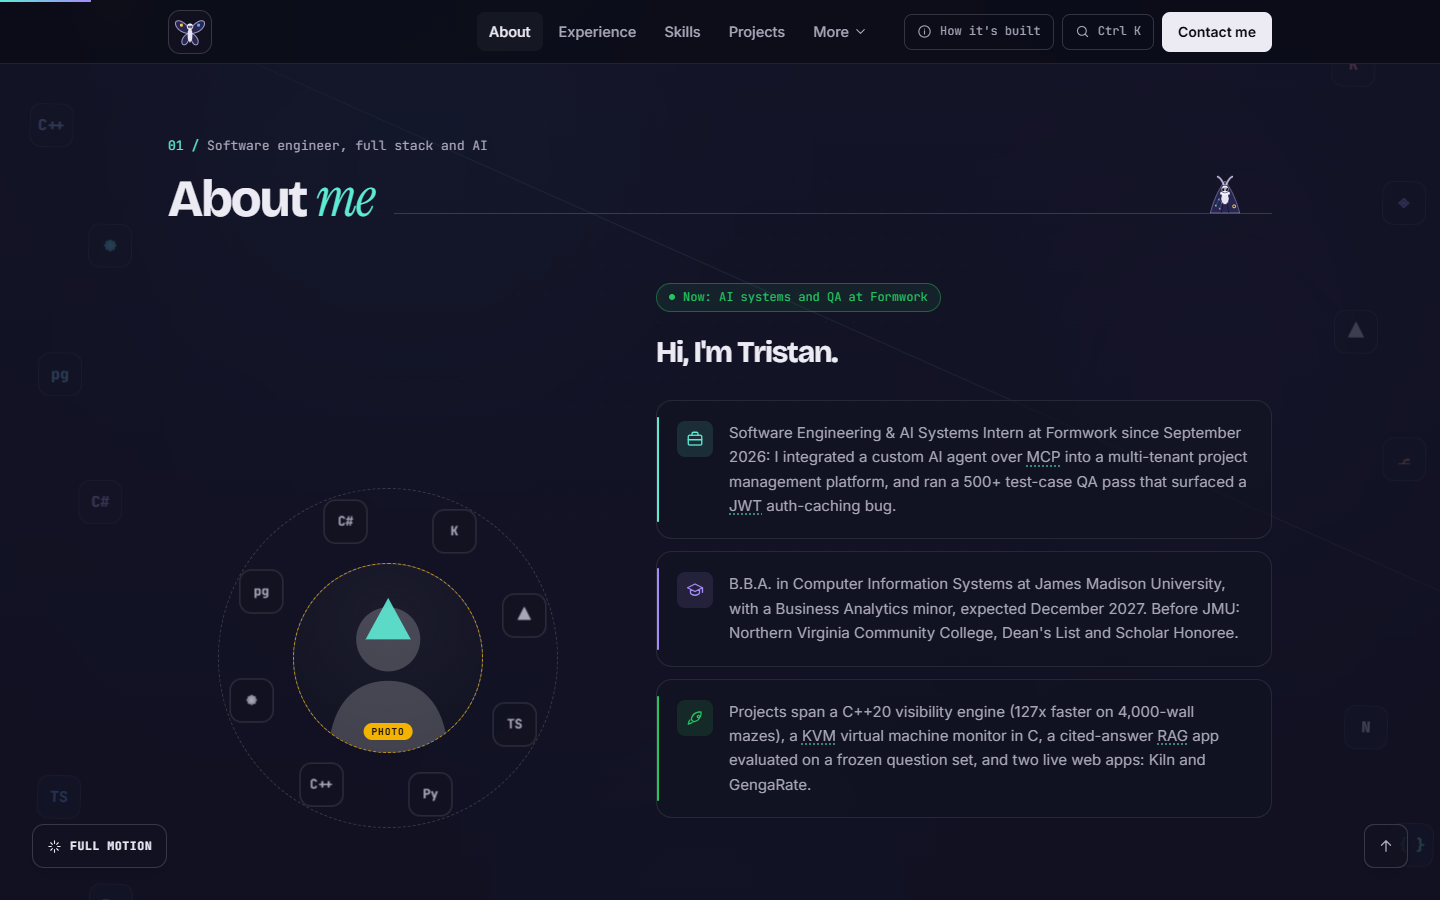 About
Experience
Skills
Projects
More
How it's built
Ctrl K
Contact me
K
C++
01 / Software engineer, full stack and AI
About me
Now: AI systems and QA at Formwork
Hi, I'm Tristan.
pg
Software Engineering & AI Systems Intern at Formwork since September
2026: I integrated a custom AI agent over MCP into a multi-tenant project
management platform, and ran a 500+ test-case QA pass that surfaced a
JWT auth-caching bug.
C#
C#
K
pg
B.B.A. in Computer Information Systems at James Madison University,
with a Business Analytics minor, expected December 2027. Before JMU:
Northern Virginia Community College, Dean's List and Scholar Honoree.
TS
PHOTO
C++
Py
Projects span a C++20 visibility engine (127x faster on 4,000-wall
mazes), a KVM virtual machine monitor in C, a cited-answer RAG app
evaluated on a frozen question set, and two live web apps: Kiln and
GengaRate.
N
TS
FULL MOTION
}